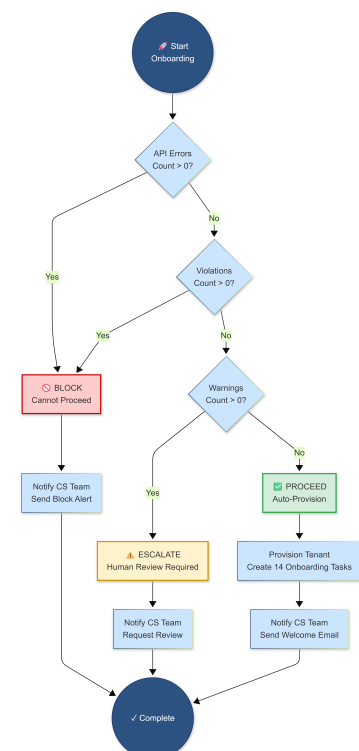 🚀 Start
Onboarding
API Errors
Count > 0?
No
Violations
Count > 0?
Yes
Yes
No
🚫 BLOCK
Cannot Proceed
Warnings
Count > 0?
No
Notify CS Team
Send Block Alert
Yes
✅ PROCEED
Auto-Provision
⚠️ ESCALATE
Human Review Required
Provision Tenant
Create 14 Onboarding Tasks
Notify CS Team
Request Review
Notify CS Team
Send Welcome Email
✓ Complete